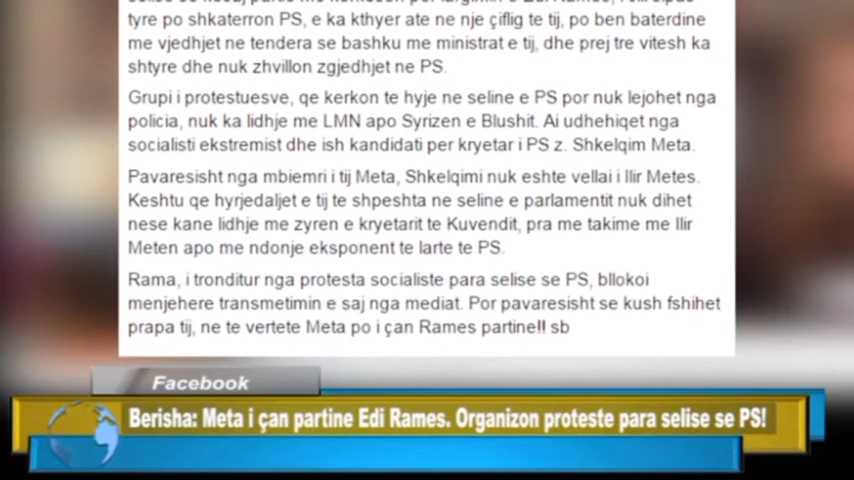 tyre po shkaterron PS, e ka kthyer ate ne nje çiflig te tij, po ben baterdine
me vjedhjet ne tendera se bashku me ministrat e tij, dhe prej tre vitesh ka
shtyre dhe nuk zhvillon zgjedhjet ne PS.
Grupi i protestuesve, qe kerkon te hyje ne seline e PS por nuk lejohet nga
policia, nuk ka lidhje me LMN apo Syrizen e Blushit. Ai udhehiqet nga
socialisti ekstremist dhe ish kandidati per kryetar i PS z. Shkelqim Meta.
Pavaresisht nga mbiemri i tij Meta, Shkelqimi nuk eshte vellai i Ilir Metes.
Keshtu qe hyrjedaljet e tij te shpeshta ne seline e parlamentit nuk dihet
nese kane lidhje me zyren e kryetarit te Kuvendit, pra me takime me Ilir
Meten apo me ndonje eksponent te larte te PS.
Rama, i tronditur nga protesta socialiste para selise se PS, bllokoi
menjehere transmetimin e saj nga mediat. Por pavaresisht se kush fshihet
prapa tij, ne te vertete Meta po i çan Rames partine!! sb
Facebook
Berisha: Meta i çan partine Edi Rames. Organizon proteste para selise se PS!